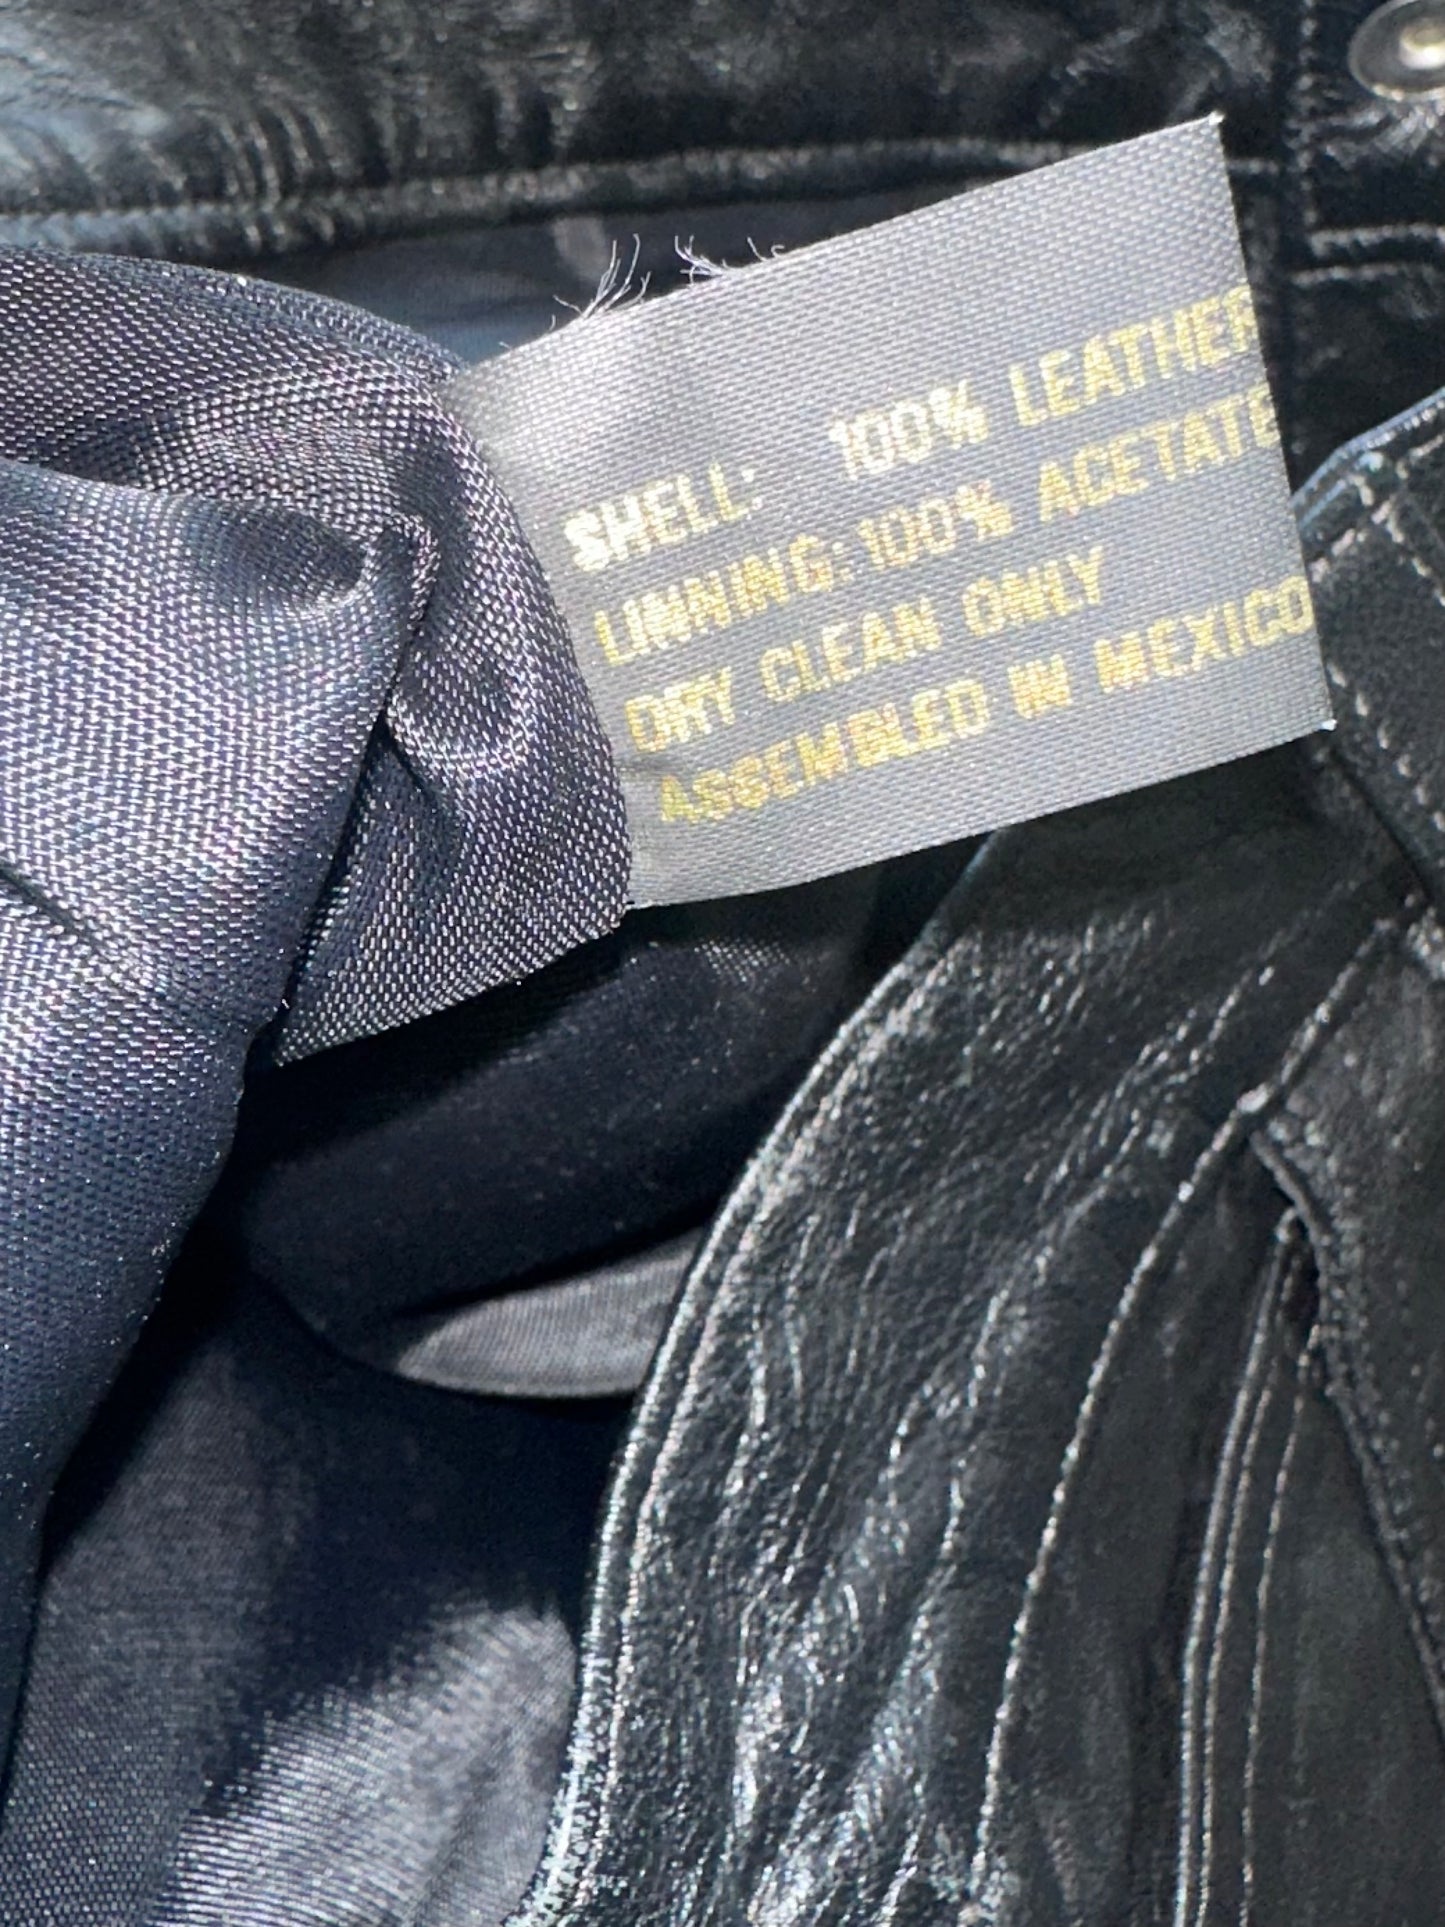 SHELL: 100% LEATHER
LINNING: 100% ACETATE
DRY CLEAN ONLY
ASSEMBLED IN MEXICO